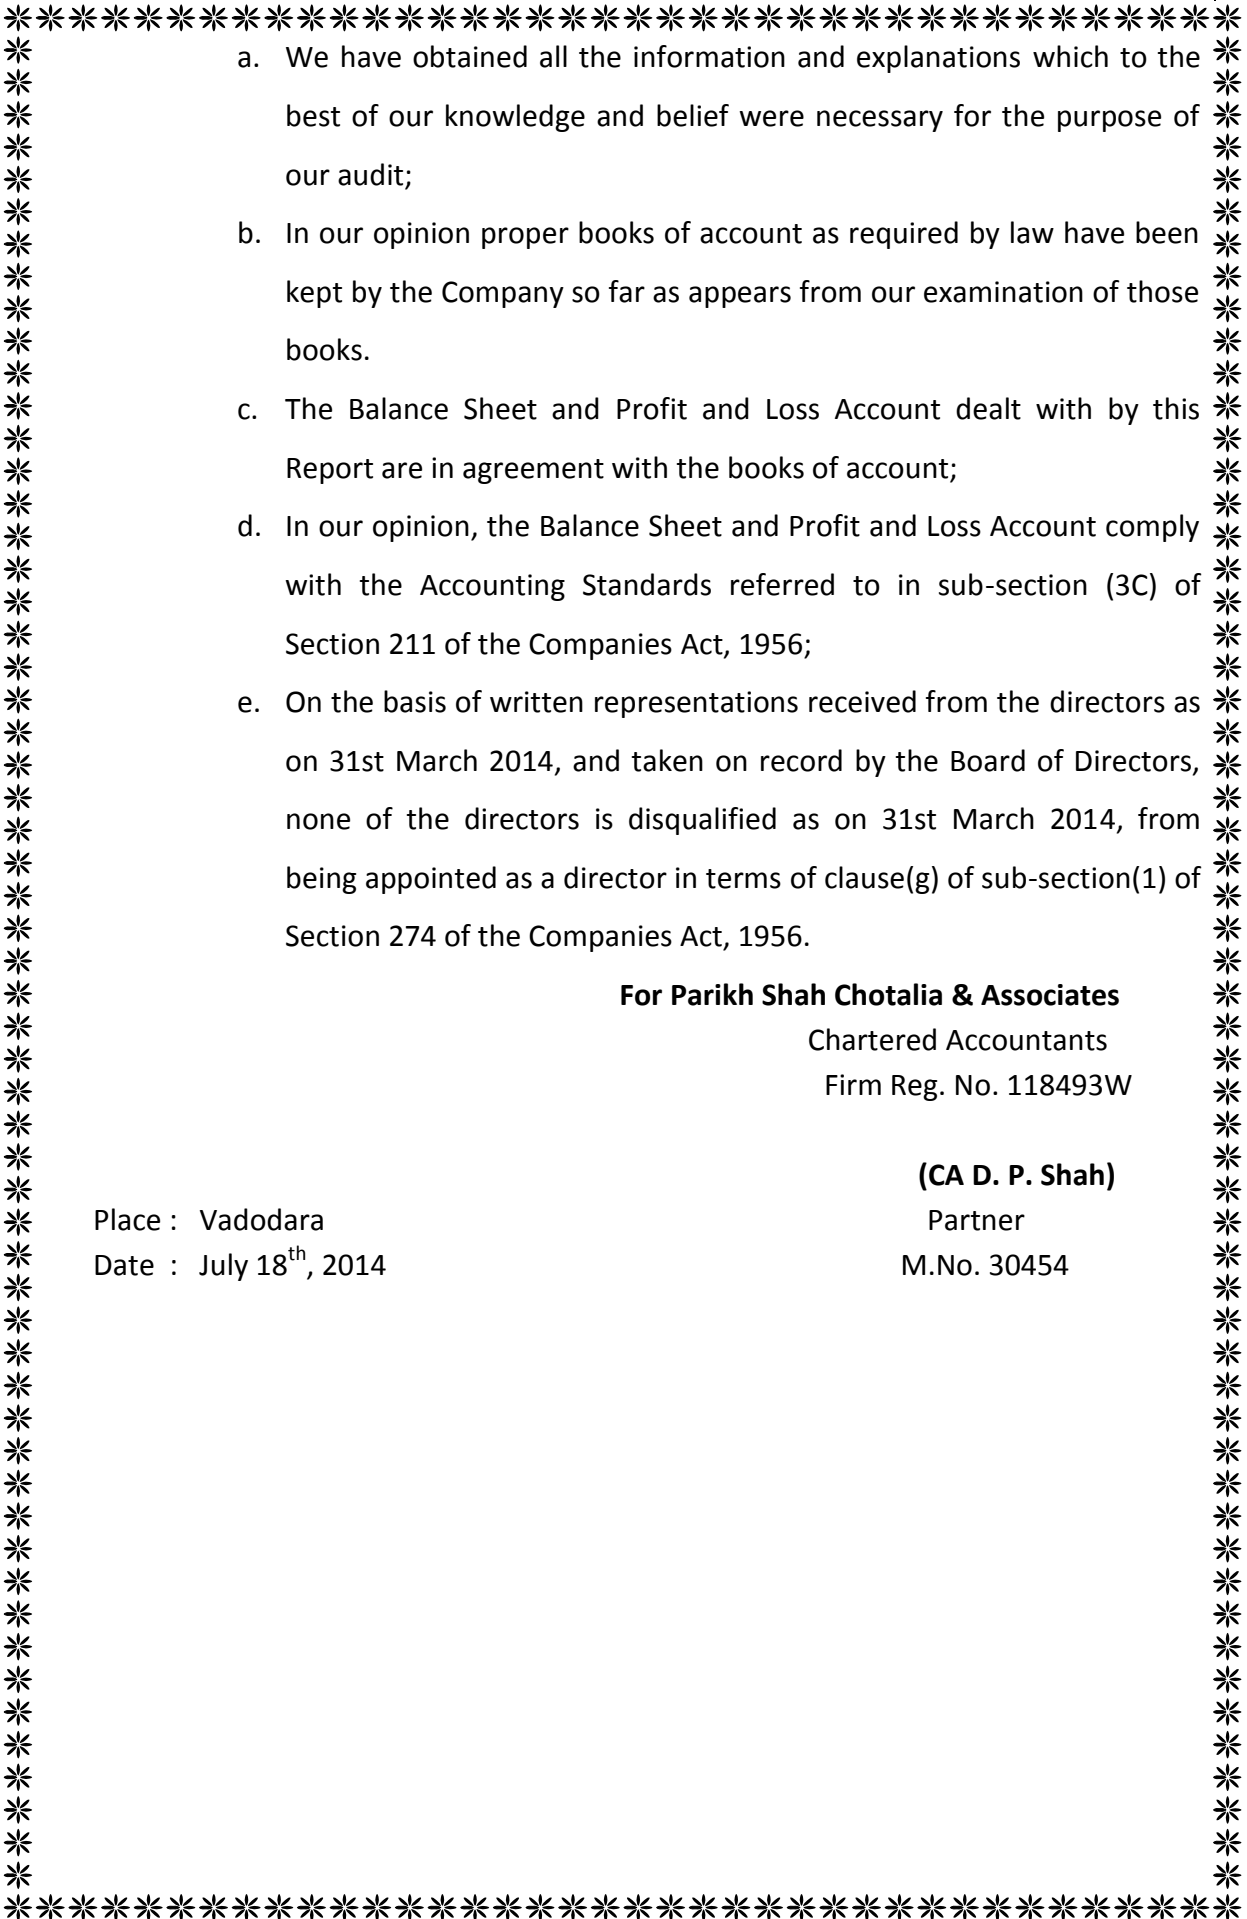 a. We have obtained all the information and explanations which to the
best of our knowledge and belief were necessary for the purpose of
our audit;
b. In our opinion proper books of account as required by law have been
kept by the Company so far as appears from our examination of those
books.
c. The Balance Sheet and Profit and Loss Account dealt with by this
Report are in agreement with the books of account;
d. In our opinion, the Balance Sheet and Profit and Loss Account comply
with the Accounting Standards referred to in sub-section (3C) of
Section 211 of the Companies Act, 1956;
e. On the basis of written representations received from the directors as
on 31st March 2014, and taken on record by the Board of Directors,
none of the directors is disqualified as on 31st March 2014, from
being appointed as a director in terms of clause(g) of sub-section(1) of
Section 274 of the Companies Act, 1956.
For Parikh Shah Chotalia & Associates
Chartered Accountants
Firm Reg. No. 118493W
(CA D. P. Shah)
Place : Vadodara Partner
Date : July 18th, 2014 M.No. 30454